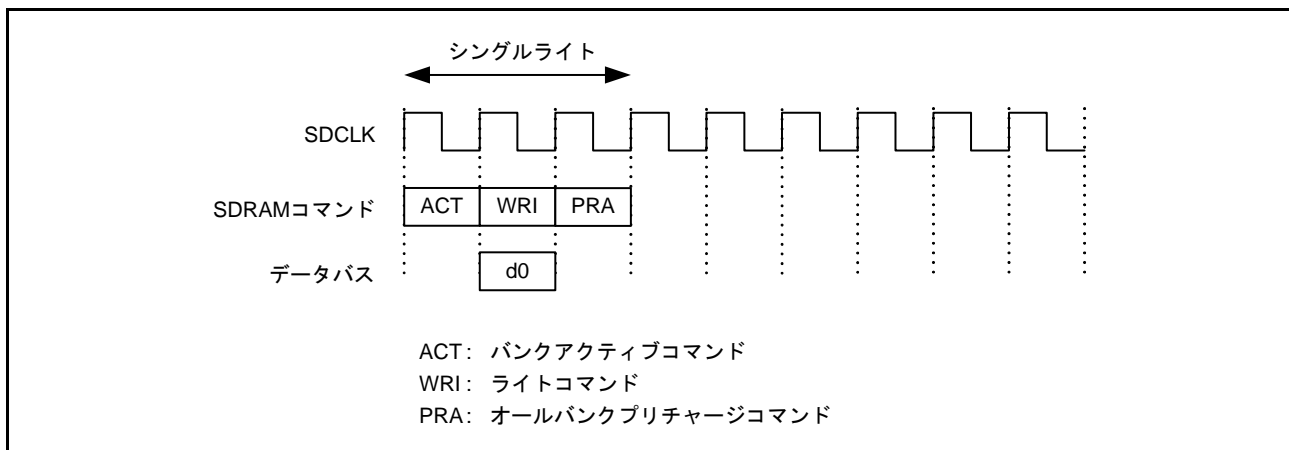 シングルライト
SDCLK
SDRAMコマンド ACT WRI PRA
データバス d0
ACT: バンクアクティブコマンド
WRI: ライトコマンド
PRA: オールバンクプリチャージコマンド